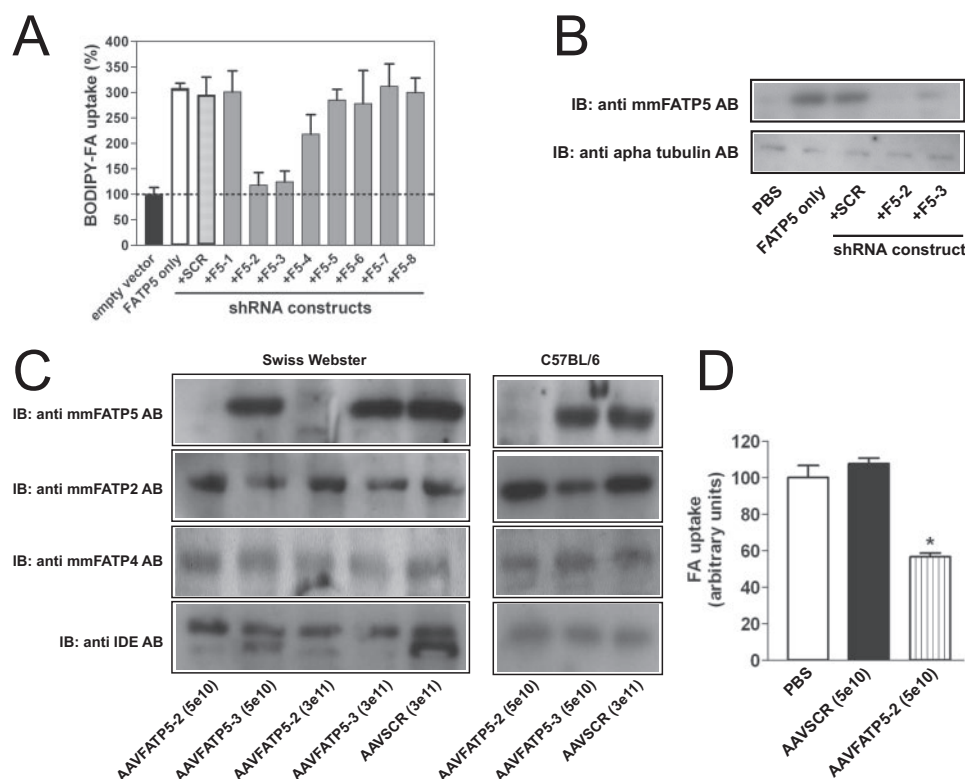 A
BODIPY-FA uptake (%)
400
350
300
250
200
150
100
50
0
empty vector
FATP5 only
+SCR
+F5-1
+F5-2
+F5-3
+F5-4
+F5-5
+F5-6
+F5-7
+F5-8
shRNA constructs
B
IB: anti mmFATP5 AB
IB: anti apha tubulin AB
PBS
FATP5 only
+SCR
+F5-2
+F5-3
shRNA construct
C
Swiss Webster
C57BL/6
IB: anti mmFATP5 AB
IB: anti mmFATP2 AB
IB: anti mmFATP4 AB
IB: anti IDE AB
AAVFATP5-2 (5e10)
AAVFATP5-3 (5e10)
AAVFATP5-2 (3e11)
AAVFATP5-3 (3e11)
AAVSCR (3e11)
AAVFATP5-2 (5e10)
AAVFATP5-3 (5e10)
AAVSCR (3e11)
D
FA uptake
(arbitrary units)
120
100
80
60
40
20
0
*
PBS
AAVSCR (5e10)
AAVFATP5-2 (5e10)